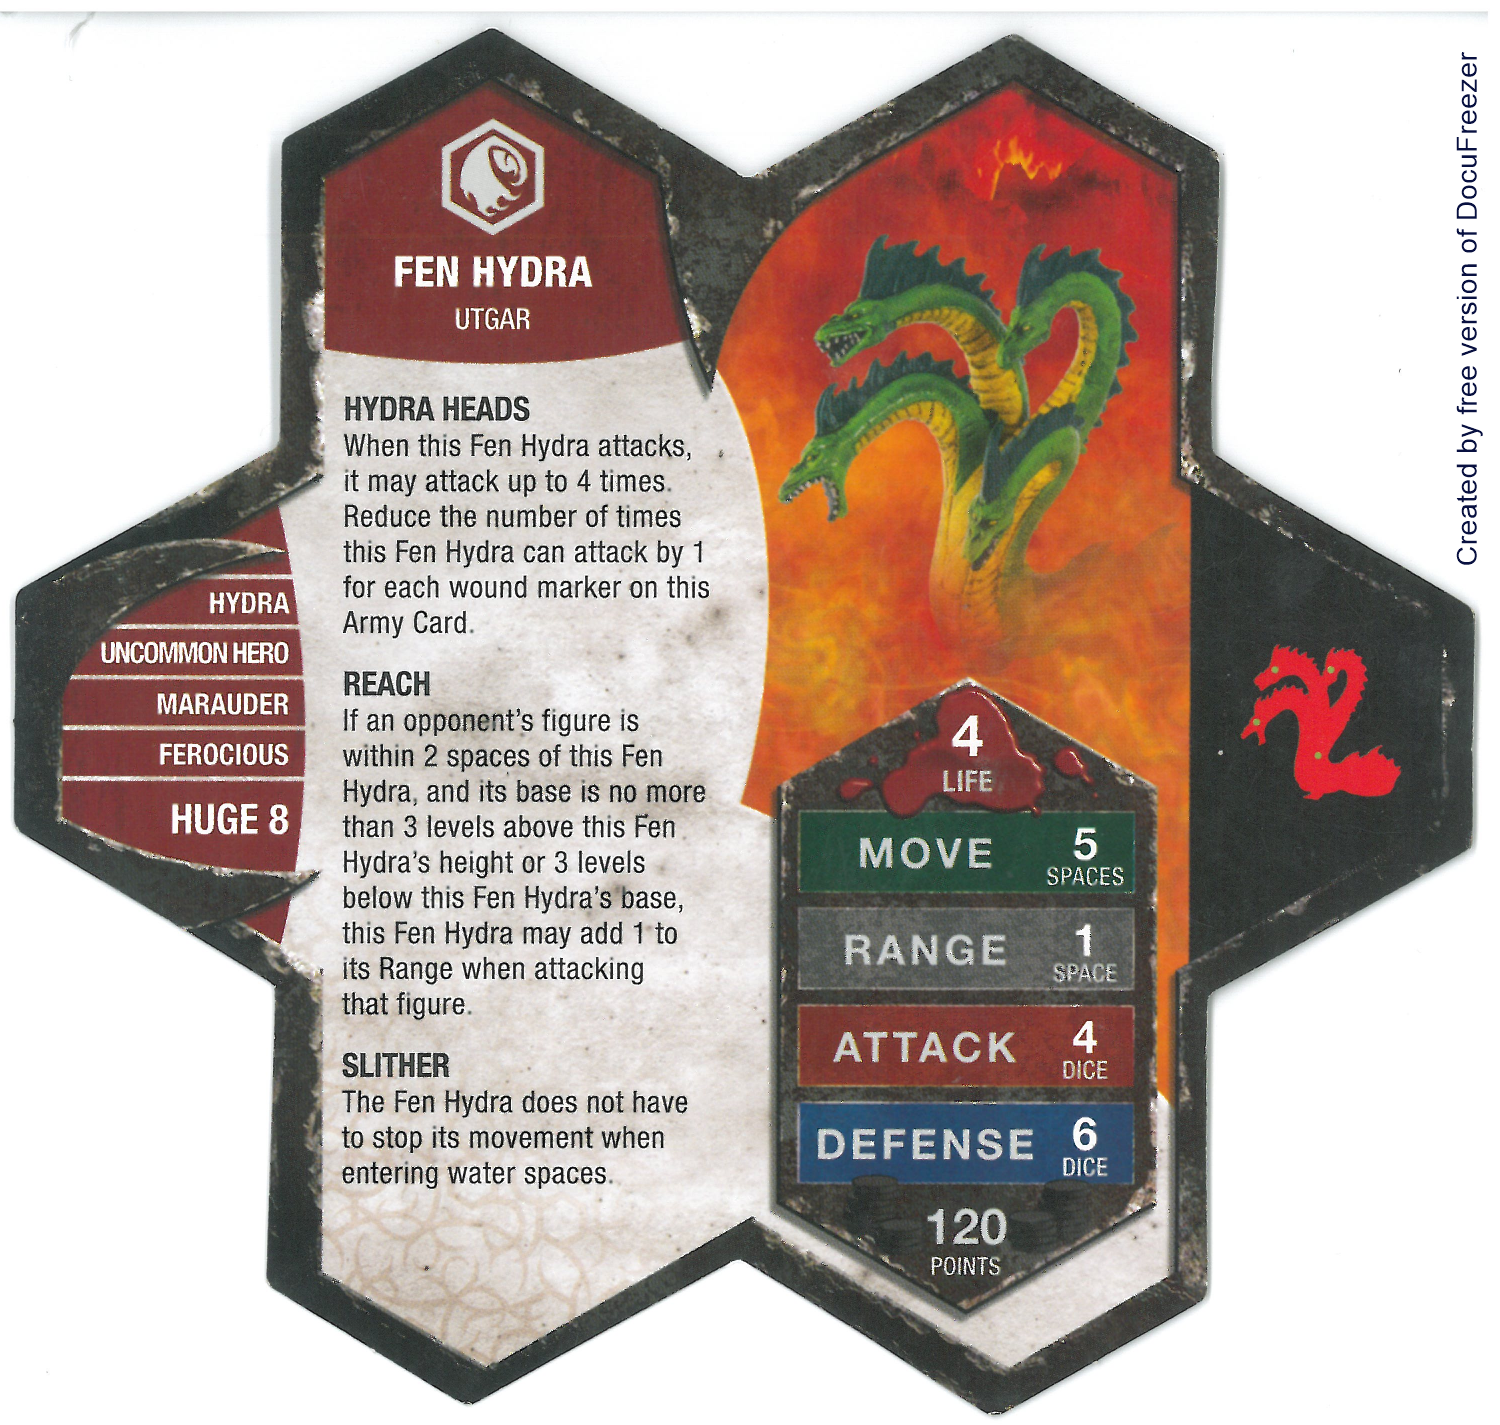 FEN HYDRA
UTGAR
HYDRA HEADS
When this Fen Hydra attacks,
it may attack up to 4 times.
Reduce the number of times
this Fen Hydra can attack by 1
for each wound marker on this
Army Card.
REACH
If an opponent's figure is
within 2 spaces of this Fen
Hydra, and its base is no more
than 3 levels above this Fen
Hydra's height or 3 levels
below this Fen Hydra's base,
this Fen Hydra may add 1 to
its Range when attacking
that figure.
SLITHER
The Fen Hydra does not have
to stop its movement when
entering water spaces.
HYDRA
UNCOMMON HERO
MARAUDER
FEROCIOUS
HUGE 8
4
LIFE
MOVE 5
SPACES
RANGE 1
SPACE
ATTACK 4
DICE
DEFENSE 6
DICE
120
POINTS
Created by free version of DocuFreezer